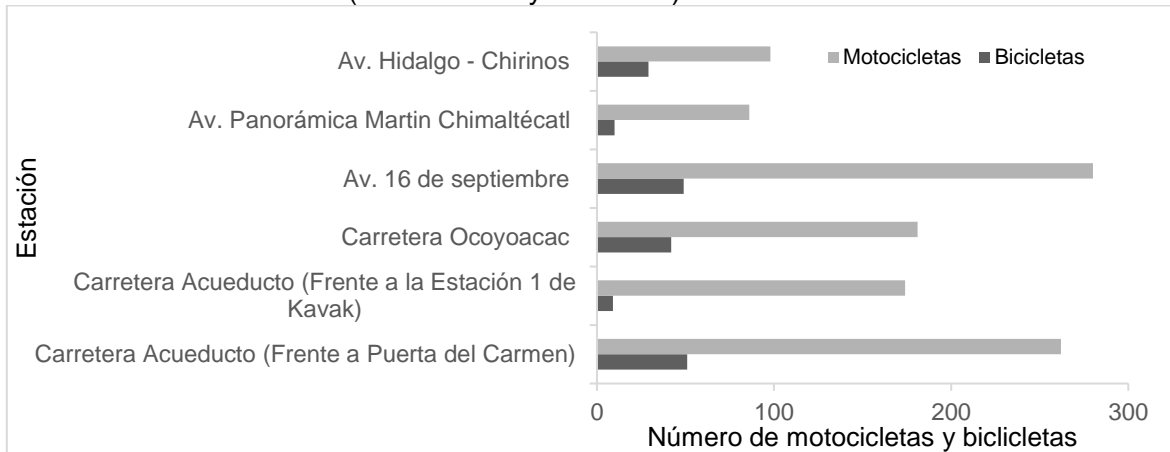 Av. Hidalgo - Chirinos
Motocicletas
Bicicletas
Av. Panorámica Martin Chimaltécatl
Av. 16 de septiembre
Estación
Carretera Ocoyoacac
Carretera Acueducto (Frente a la Estación 1 de
Kavak)
Carretera Acueducto (Frente a Puerta del Carmen)
0
100
200
300
Número de motocicletas y biclicletas